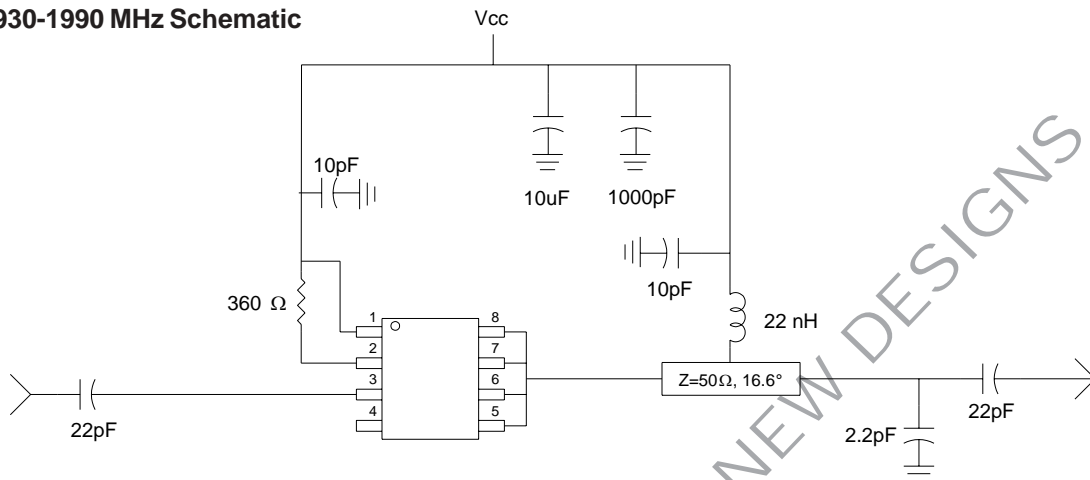 930-1990 MHz Schematic
Vcc
10pF
10uF
1000pF
10pF
360 Ω
22 nH
1
2
3
4
8
7
6
5
Z=50Ω, 16.6°
22pF
2.2pF
22pF
NEW DESIGNS